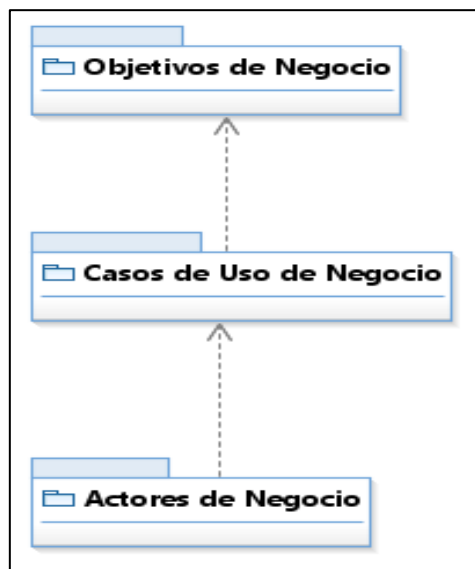 Objetivos de Negocio
Casos de Uso de Negocio
Actores de Negocio